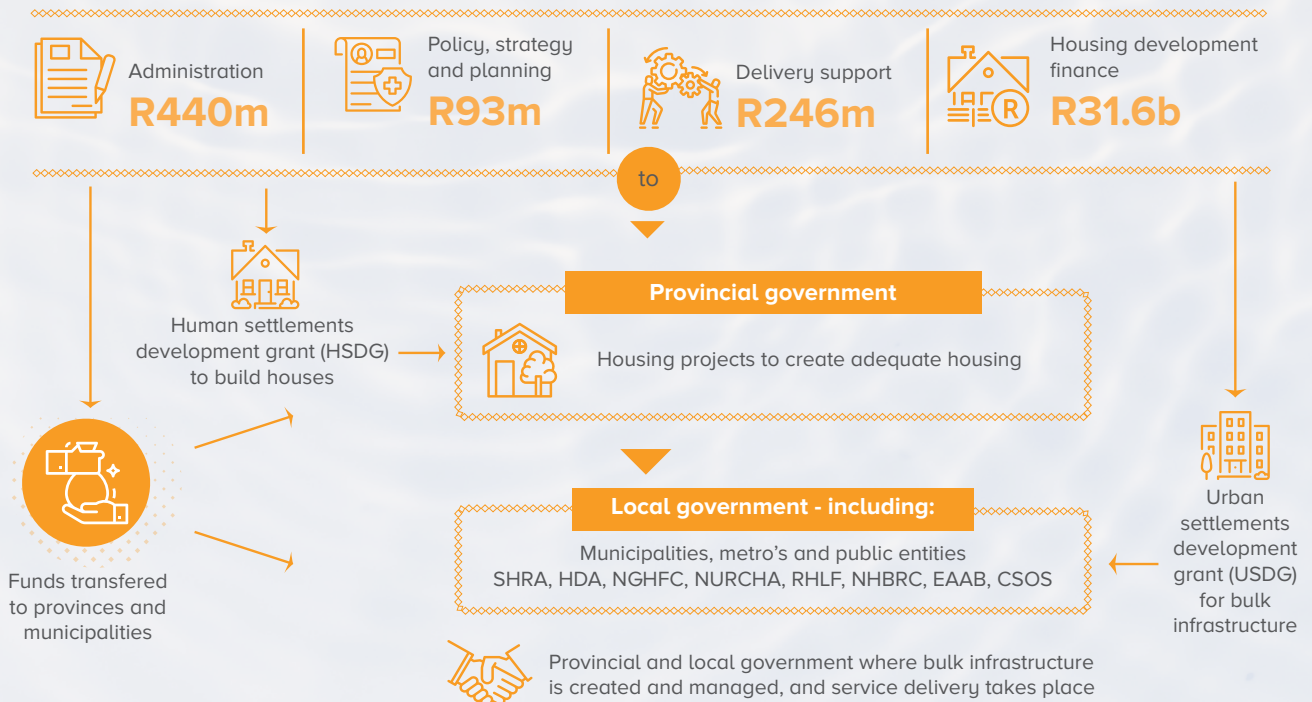 Administration
R440m
Policy, strategy
and planning
R93m
Delivery support
R246m
Housing development
finance
R31.6b
R
to
Human settlements
development grant (HSDG)
to build houses
Provincial government
Housing projects to create adequate housing
Funds transfered
to provinces and
municipalities
Local government - including:
Municipalities, metro's and public entities
SHRA, HDA, NGHFC, NURCHA, RHLF, NHBRC, EAAB, CSOS
Urban
settlements
development
grant (USDG)
for bulk
infrastructure
Provincial and local government where bulk infrastructure
is created and managed, and service delivery takes place